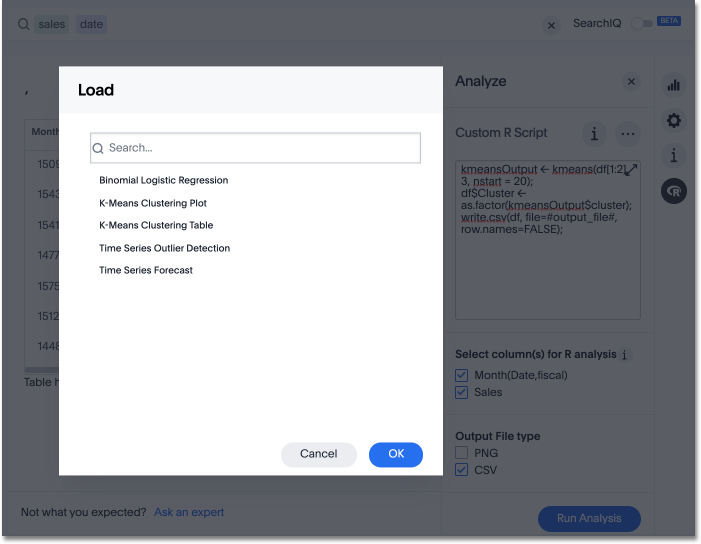 sales date
SearchIQ
BETA
,
Month
1509
1543
1541
1477
1575
1512
1448
Table h
Load
Search...
Binomial Logistic Regression
K-Means Clustering Plot
K-Means Clustering Table
Time Series Outlier Detection
Time Series Forecast
Cancel
OK
Analyze
Custom R Script
kmeansOutput <- kmeans(df[1:2],
3, nstart = 20);
df$Cluster <-
as.factor(kmeansOutput$cluster);
write.csv(df, file=#output_file#,
row.names=FALSE);
Select column(s) for R analysis
Month(Date,fiscal)
Sales
Output File type
PNG
CSV
Not what you expected? Ask an expert
Run Analysis